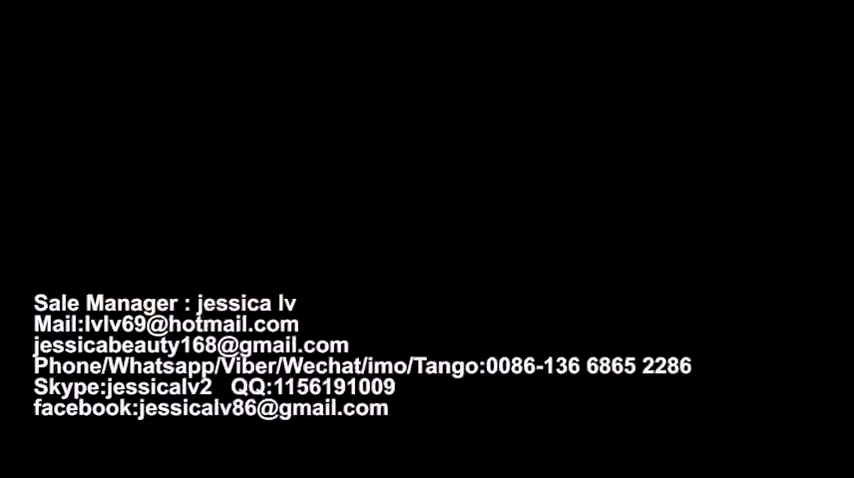 Sale Manager : jessica lv
Mail:lvlv69@hotmail.com
jessicabeauty168@gmail.com
Phone/Whatsapp/Viber/Wechat/imo/Tango:0086-136 6865 2286
Skype:jessicalv2   QQ:1156191009
facebook:jessicalv86@gmail.com